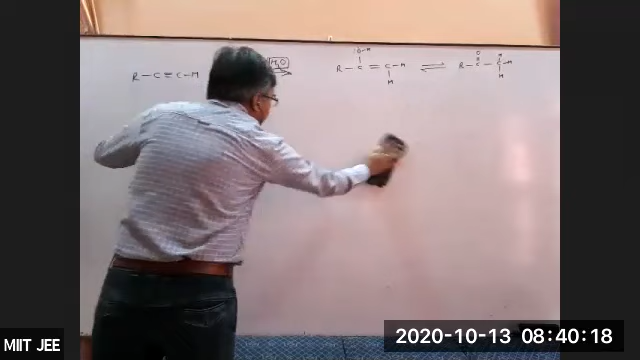 O-H H
R-C≡C-H H₂O R-C=C-H ⇌ R-C-C-H
H H
MIIT JEE
2020-10-13 08:40:18